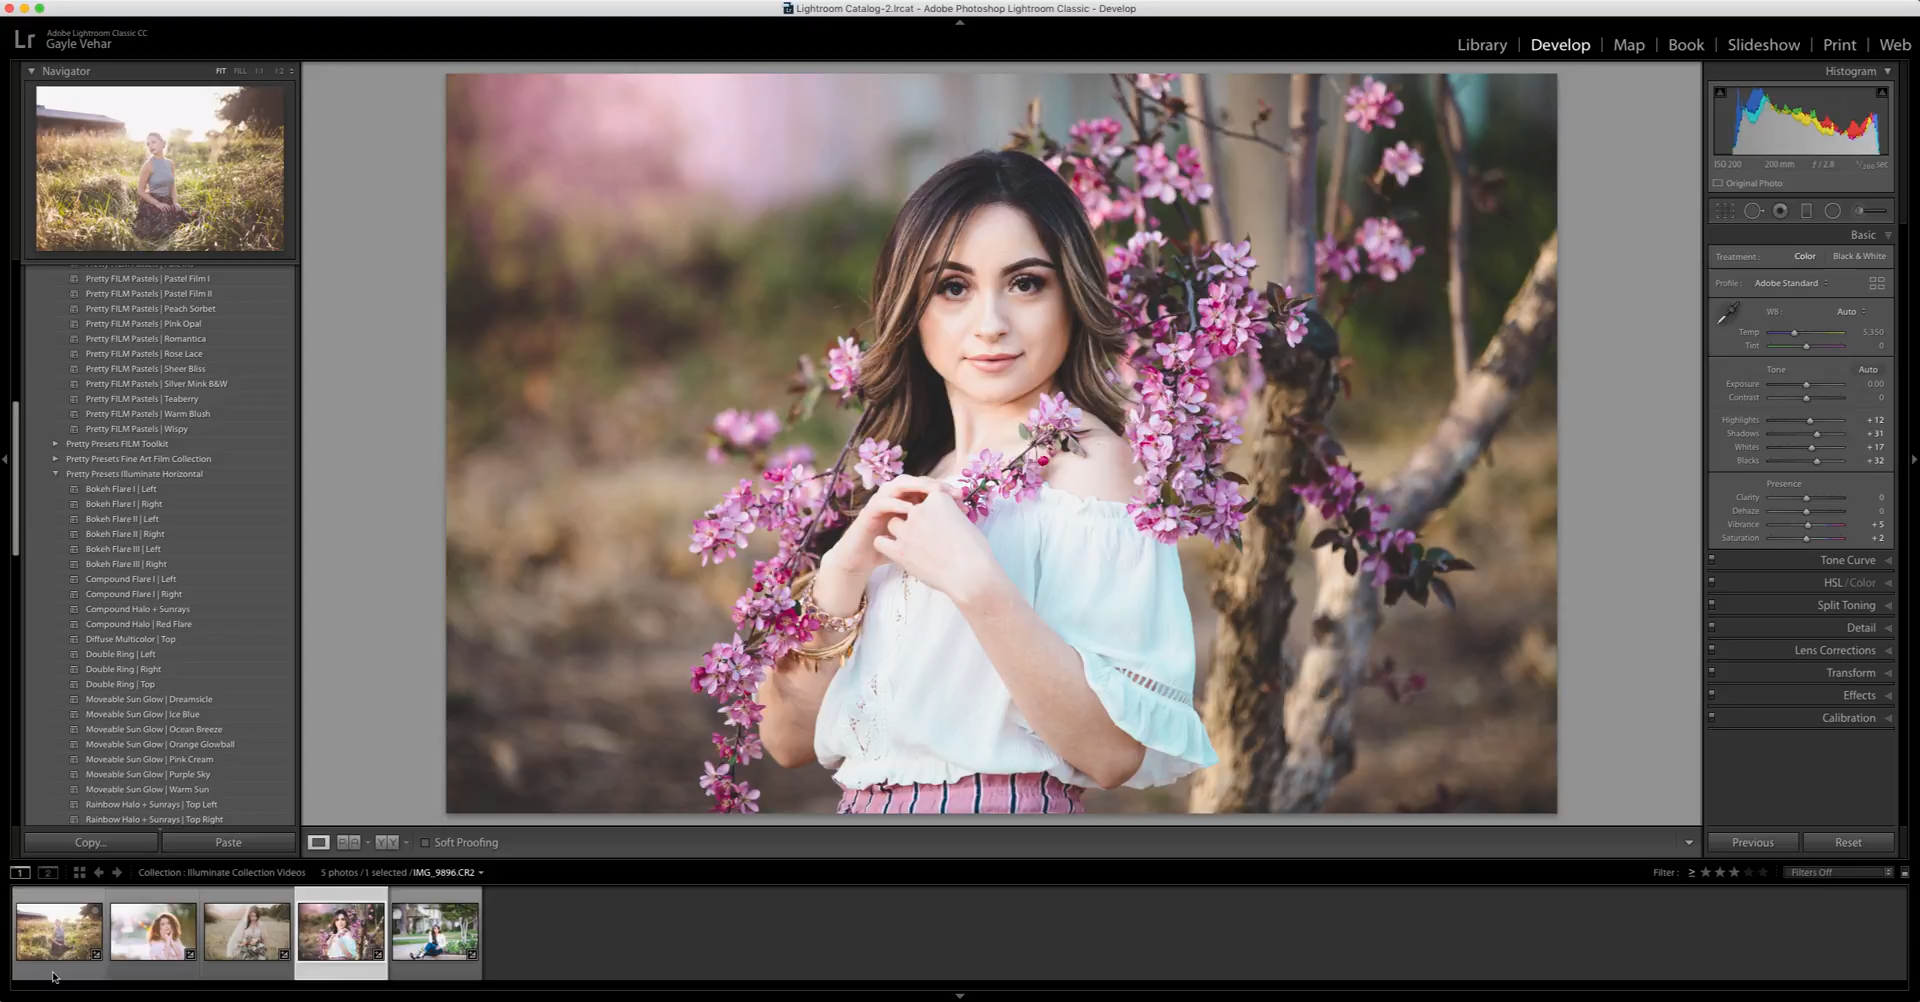 Lightroom Catalog-2.lrcat - Adobe Photoshop Lightroom Classic - Develop
Lr
Adobe Lightroom Classic CC
Gayle Vehar
Library | Develop | Map | Book | Slideshow | Print | Web
Navigator
FIT FILL 1:1 1:2
Pretty FILM Pastels | Pastel Film I
Pretty FILM Pastels | Pastel Film II
Pretty FILM Pastels | Peach Sorbet
Pretty FILM Pastels | Pink Opal
Pretty FILM Pastels | Romantica
Pretty FILM Pastels | Rose Lace
Pretty FILM Pastels | Sheer Bliss
Pretty FILM Pastels | Silver Mink B&W
Pretty FILM Pastels | Teaberry
Pretty FILM Pastels | Warm Blush
Pretty FILM Pastels | Wispy
Pretty Presets FILM Toolkit
Pretty Presets Fine Art Film Collection
Pretty Presets Illuminate Horizontal
Bokeh Flare I | Left
Bokeh Flare I | Right
Bokeh Flare II | Left
Bokeh Flare II | Right
Bokeh Flare III | Left
Bokeh Flare III | Right
Compound Flare I | Left
Compound Flare I | Right
Compound Halo + Sunrays
Compound Halo | Red Flare
Diffuse Multicolor | Top
Double Ring | Left
Double Ring | Right
Double Ring | Top
Moveable Sun Glow | Dreamsicle
Moveable Sun Glow | Ice Blue
Moveable Sun Glow | Ocean Breeze
Moveable Sun Glow | Orange Glowball
Moveable Sun Glow | Pink Cream
Moveable Sun Glow | Purple Sky
Moveable Sun Glow | Warm Sun
Rainbow Halo + Sunrays | Top Left
Rainbow Halo + Sunrays | Top Right
Copy... Paste
Soft Proofing
Histogram
ISO 200 200 mm f / 2.8 1/200 sec
Original Photo
Basic
Treatment : Color Black & White
Profile : Adobe Standard
WB : Auto
Temp 5,350
Tint 0
Tone Auto
Exposure 0.00
Contrast 0
Highlights + 12
Shadows + 31
Whites + 17
Blacks + 32
Presence
Clarity 0
Dehaze 0
Vibrance + 5
Saturation + 2
Tone Curve
HSL / Color
Split Toning
Detail
Lens Corrections
Transform
Effects
Calibration
Previous Reset
1 2 Collection : Illuminate Collection Videos 5 photos / 1 selected / IMG_9896.CR2
Filter : ≥ ★ ★ ★ ★ ★ Filters Off